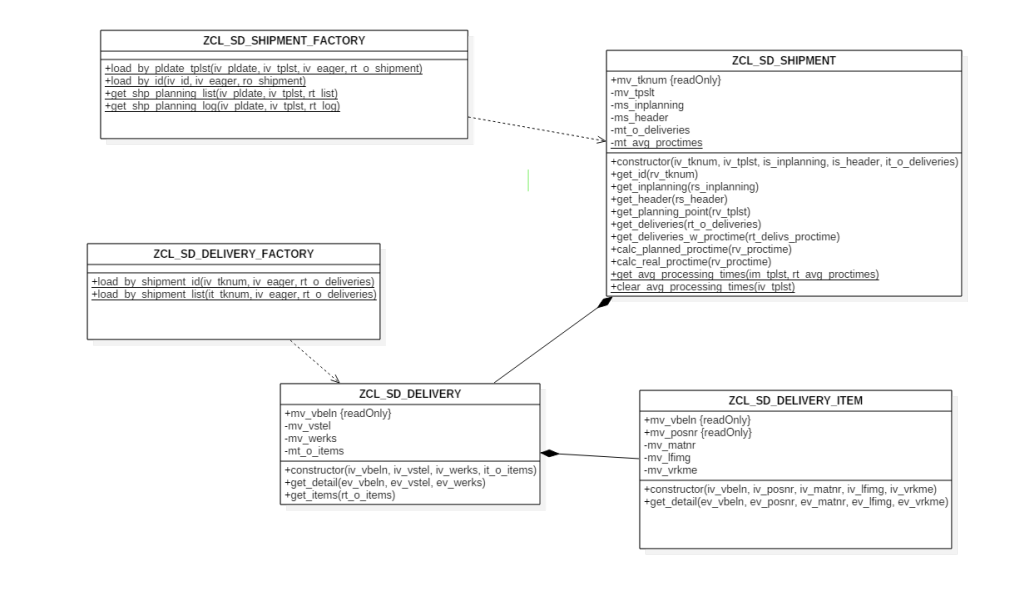 ZCL_SD_SHIPMENT_FACTORY
+load_by_pldate_tplst(iv_pldate, iv_tplst, iv_eager, rt_o_shipment)
+load_by_id(iv_id, iv_eager, ro_shipment)
+get_shp_planning_list(iv_pldate, iv_tplst, rt_list)
+get_shp_planning_log(iv_pldate, iv_tplst, rt_log)
ZCL_SD_SHIPMENT
+mv_tknum {readOnly}
-mv_tpslt
-ms_inplanning
-ms_header
-mt_o_deliveries
-mt_avg_proctimes
+constructor(iv_tknum, iv_tplst, is_inplanning, is_header, it_o_deliveries)
+get_id(rv_tknum)
+get_inplanning(rs_inplanning)
+get_header(rs_header)
+get_planning_point(rv_tplst)
+get_deliveries(rt_o_deliveries)
+get_deliveries_w_proctime(rt_delivs_proctime)
+calc_planned_proctime(rv_proctime)
+calc_real_proctime(rv_proctime)
+get_avg_processing_times(im_tplst, rt_avg_proctimes)
+clear_avg_processing_times(iv_tplst)
ZCL_SD_DELIVERY_FACTORY
+load_by_shipment_id(iv_tknum, iv_eager, rt_o_deliveries)
+load_by_shipment_list(it_tknum, iv_eager, rt_o_deliveries)
ZCL_SD_DELIVERY
+mv_vbeln {readOnly}
-mv_vstel
-mv_werks
-mt_o_items
+constructor(iv_vbeln, iv_vstel, iv_werks, it_o_items)
+get_detail(ev_vbeln, ev_vstel, ev_werks)
+get_items(rt_o_items)
ZCL_SD_DELIVERY_ITEM
+mv_vbeln {readOnly}
+mv_posnr {readOnly}
-mv_matnr
-mv_lfimg
-mv_vrkme
+constructor(iv_vbeln, iv_posnr, iv_matnr, iv_lfimg, iv_vrkme)
+get_detail(ev_vbeln, ev_posnr, ev_matnr, ev_lfimg, ev_vrkme)